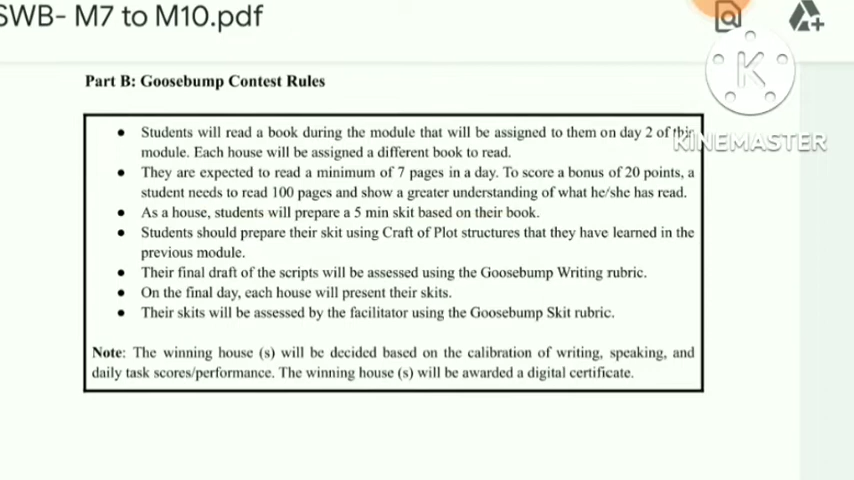 SWB- M7 to M10.pdf
Part B: Goosebump Contest Rules
• Students will read a book during the module that will be assigned to them on day 2 of
module. Each house will be assigned a different book to read.
• They are expected to read a minimum of 7 pages in a day. To score a bonus of 20 points, a
student needs to read 100 pages and show a greater understanding of what he/she has read.
• As a house, students will prepare a 5 min skit based on their book.
• Students should prepare their skit using Craft of Plot structures that they have learned in the
previous module.
• Their final draft of the scripts will be assessed using the Goosebump Writing rubric.
• On the final day, each house will present their skits.
• Their skits will be assessed by the facilitator using the Goosebump Skit rubric.
Note: The winning house (s) will be decided based on the calibration of writing, speaking, and
daily task scores/performance. The winning house (s) will be awarded a digital certificate.
K
KINEMASTER